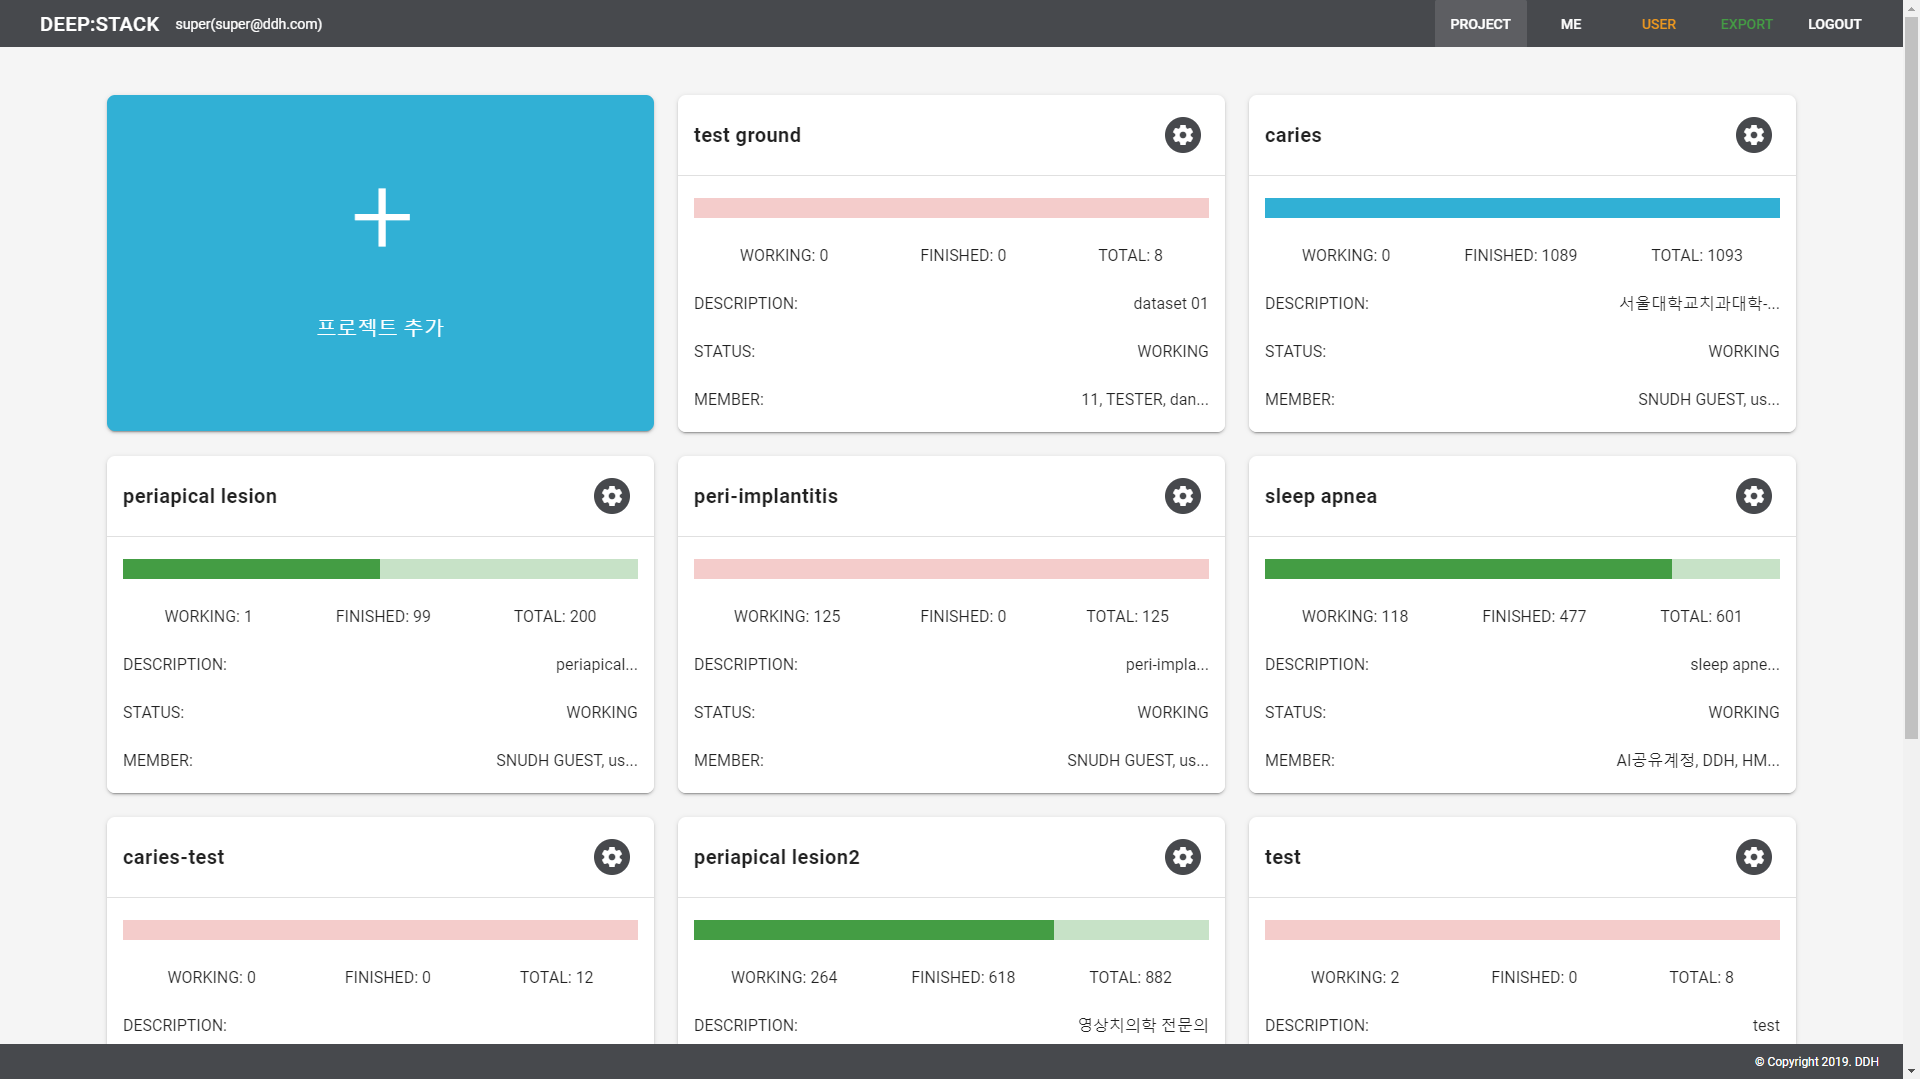 DEEP:STACK super(super@ddh.com) PROJECT ME USER EXPORT LOGOUT
프로젝트 추가
test ground
WORKING: 0 FINISHED: 0 TOTAL: 8
DESCRIPTION: dataset 01
STATUS: WORKING
MEMBER: 11, TESTER, dan...
caries
WORKING: 0 FINISHED: 1089 TOTAL: 1093
DESCRIPTION: 서울대학교치과대학-...
STATUS: WORKING
MEMBER: SNUDH GUEST, us...
periapical lesion
WORKING: 1 FINISHED: 99 TOTAL: 200
DESCRIPTION: periapical...
STATUS: WORKING
MEMBER: SNUDH GUEST, us...
peri-implantitis
WORKING: 125 FINISHED: 0 TOTAL: 125
DESCRIPTION: peri-impla...
STATUS: WORKING
MEMBER: SNUDH GUEST, us...
sleep apnea
WORKING: 118 FINISHED: 477 TOTAL: 601
DESCRIPTION: sleep apne...
STATUS: WORKING
MEMBER: AI공유계정, DDH, HM...
caries-test
WORKING: 0 FINISHED: 0 TOTAL: 12
DESCRIPTION:
periapical lesion2
WORKING: 264 FINISHED: 618 TOTAL: 882
DESCRIPTION: 영상치의학 전문의
test
WORKING: 2 FINISHED: 0 TOTAL: 8
DESCRIPTION: test
© Copyright 2019. DDH